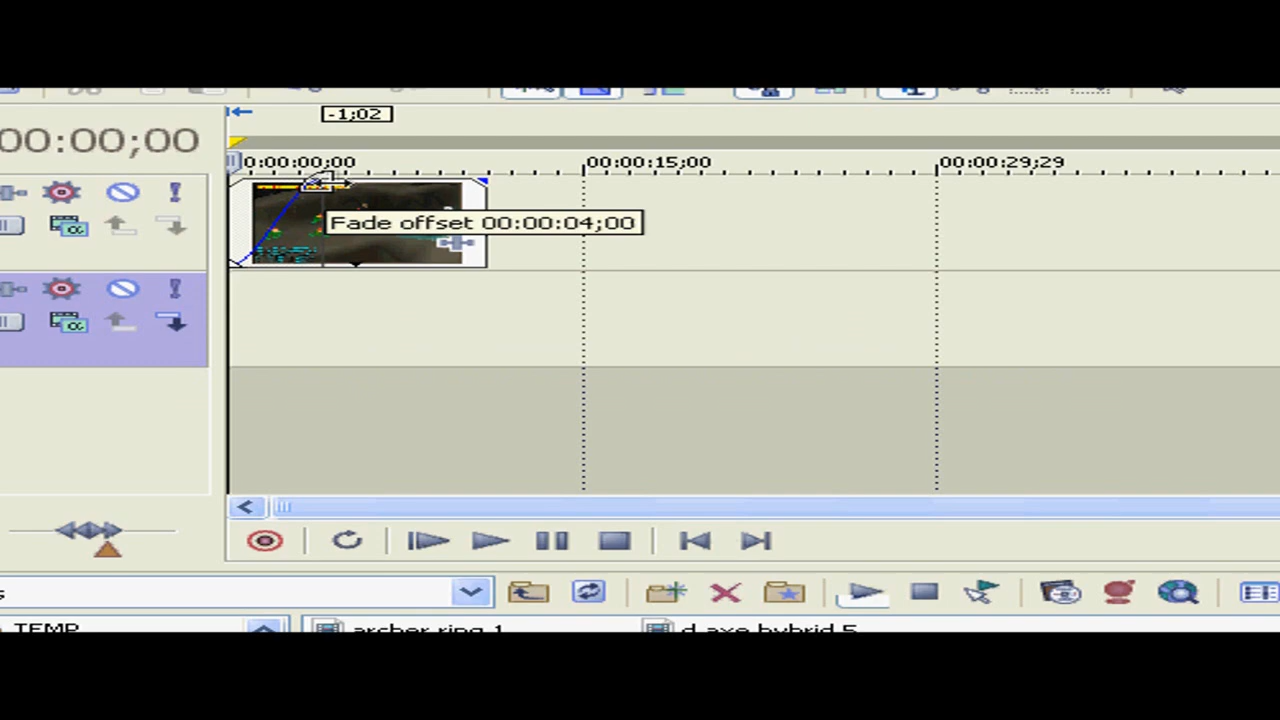 -1;02
00:00;00
0:00:00;00 00:00:15;00 00:00:29;29
Fade offset 00:00:04;00
s
TEMP archer ring 1 d axe hybrid 5